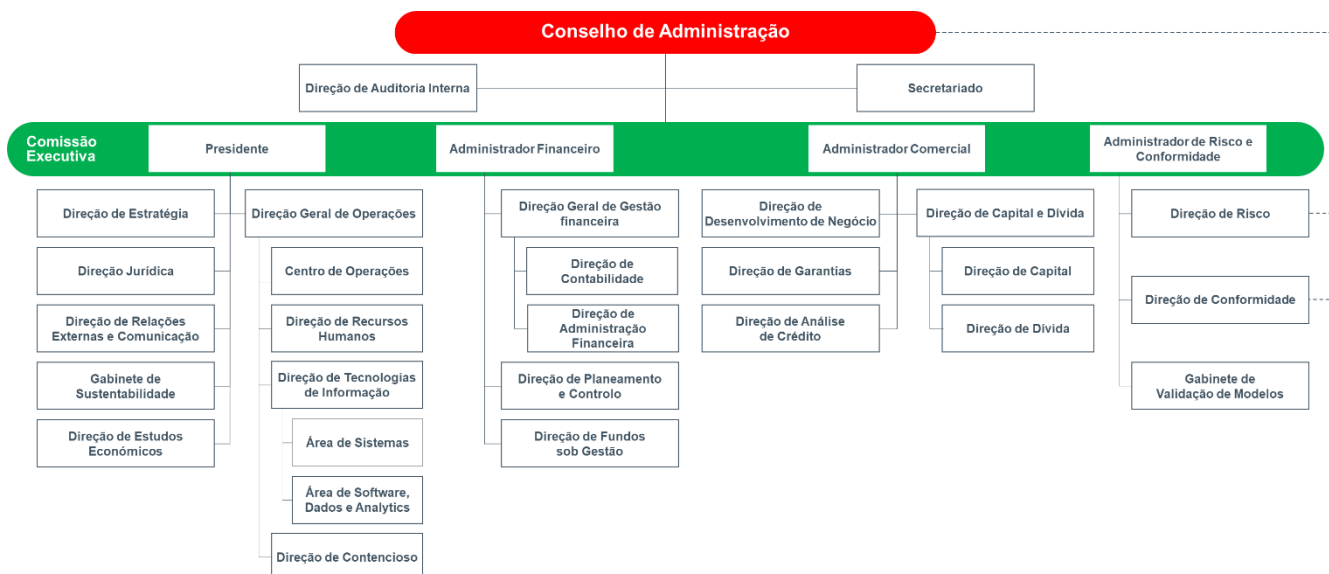 Conselho de Administração
Direção de Auditoria Interna
Secretariado
Comissão
Executiva
Presidente
Administrador Financeiro
Administrador Comercial
Administrador de Risco e
Conformidade
Direção de Estratégia
Direção Jurídica
Direção de Relações
Externas e Comunicação
Gabinete de
Sustentabilidade
Direção de Estudos
Económicos
Direção Geral de Operações
Centro de Operações
Direção de Recursos
Humanos
Direção de Tecnologias
de Informação
Área de Sistemas
Área de Software,
Dados e Analytics
Direção de Contencioso
Direção Geral de Gestão
financeira
Direção de
Contabilidade
Direção de
Administração
Financeira
Direção de Planeamento
e Controlo
Direção de Fundos
sob Gestão
Direção de
Desenvolvimento de Negócio
Direção de Garantias
Direção de Análise
de Crédito
Direção de Capital e Dívida
Direção de Capital
Direção de Dívida
Direção de Risco
Direção de Conformidade
Gabinete de
Validação de Modelos